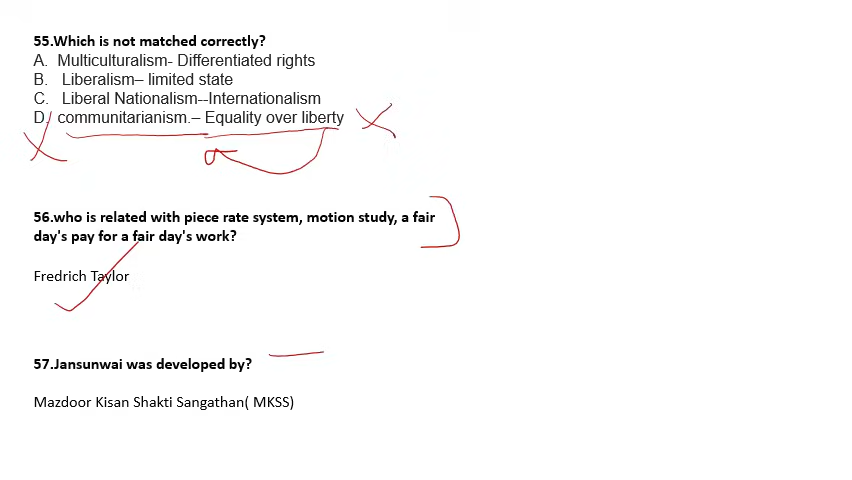 55.Which is not matched correctly?
A. Multiculturalism- Differentiated rights
B. Liberalism– limited state
C. Liberal Nationalism--Internationalism
D. communitarianism.– Equality over liberty
56.who is related with piece rate system, motion study, a fair
day's pay for a fair day's work?
Fredrich Taylor
57.Jansunwai was developed by?
Mazdoor Kisan Shakti Sangathan( MKSS)